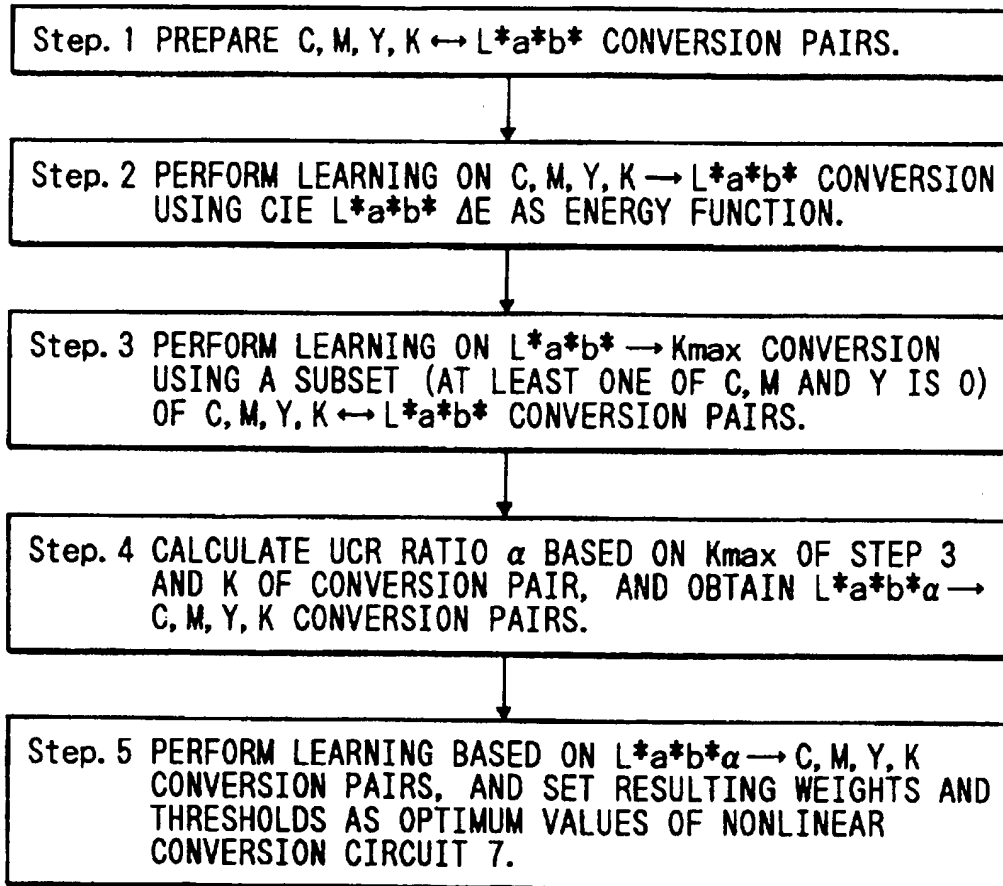 Step. 1 PREPARE C, M, Y, K ↔ L*a*b* CONVERSION PAIRS.
Step. 2 PERFORM LEARNING ON C, M, Y, K → L*a*b* CONVERSION
USING CIE L*a*b* ΔE AS ENERGY FUNCTION.
Step. 3 PERFORM LEARNING ON L*a*b* → Kmax CONVERSION
USING A SUBSET (AT LEAST ONE OF C, M AND Y IS 0)
OF C, M, Y, K ↔ L*a*b* CONVERSION PAIRS.
Step. 4 CALCULATE UCR RATIO α BASED ON Kmax OF STEP 3
AND K OF CONVERSION PAIR, AND OBTAIN L*a*b*α →
C, M, Y, K CONVERSION PAIRS.
Step. 5 PERFORM LEARNING BASED ON L*a*b*α → C, M, Y, K
CONVERSION PAIRS, AND SET RESULTING WEIGHTS AND
THRESHOLDS AS OPTIMUM VALUES OF NONLINEAR
CONVERSION CIRCUIT 7.